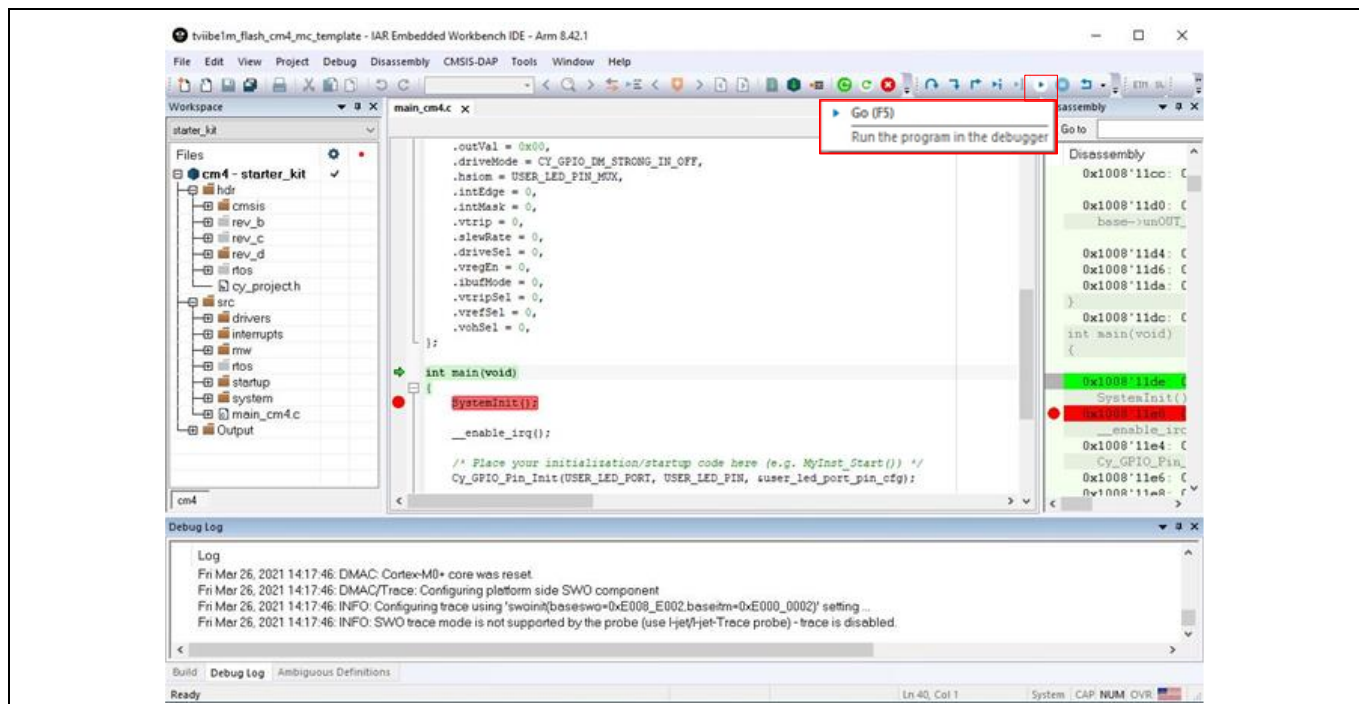 tviibe1m_flash_cm4_mc_template - IAR Embedded Workbench IDE - Arm 8.42.1
File Edit View Project Debug Disassembly CMSIS-DAP Tools Window Help
Workspace
main_cm4.c
Go (F5)
Run the program in the debugger
starter_kit
Files
cm4 - starter_kit
hdr
cmsis
rev_b
rev_c
rev_d
rtos
cy_project.h
src
drivers
interrupts
mw
rtos
startup
system
main_cm4.c
Output
cm4
.outVal = 0x00,
.driveMode = CY_GPIO_DM_STRONG_IN_OFF,
.hsiom = USER_LED_PIN_MUX,
.intEdge = 0,
.intMask = 0,
.vtrip = 0,
.slewRate = 0,
.driveSel = 0,
.vregEn = 0,
.ibufMode = 0,
.vtripSel = 0,
.vrefSel = 0,
.vohSel = 0,
};
int main(void)
{
SystemInit();
__enable_irq();
/* Place your initialization/startup code here (e.g. MyInst_Start()) */
Cy_GPIO_Pin_Init(USER_LED_PORT, USER_LED_PIN, &user_led_port_pin_cfg);
sassembly
Go to
Disassembly
0x1008'11cc:
0x1008'11d0:
base->unOUT_
0x1008'11d4:
0x1008'11d6:
0x1008'11da:
}
0x1008'11dc:
int main(void)
{
0x1008'11de
SystemInit()
0x1008'11e0
__enable_irc
0x1008'11e4:
Cy_GPIO_Pin_
0x1008'11e6:
0x1008'11e8:
Debug Log
Log
Fri Mar 26, 2021 14:17:46: DMAC: Cortex-M0+ core was reset.
Fri Mar 26, 2021 14:17:46: DMAC/Trace: Configuring platform side SWO component
Fri Mar 26, 2021 14:17:46: INFO: Configuring trace using 'swoinit(baseswo=0xE008_E002,baseitm=0xE000_0002)' setting ...
Fri Mar 26, 2021 14:17:46: INFO: SWO trace mode is not supported by the probe (use I-jet/I-jet-Trace probe) - trace is disabled.
Build Debug Log Ambiguous Definitions
Ready
Ln 40, Col 1
System CAP NUM OVR